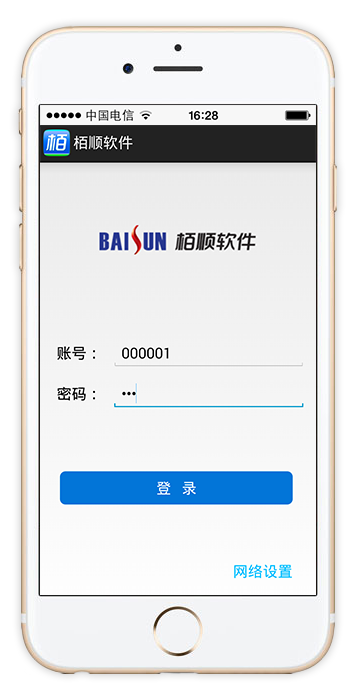 中国电信 16:28
栢 栢顺软件
BAISUN 栢顺软件
账号： 000001
密码： •••
登 录
网络设置